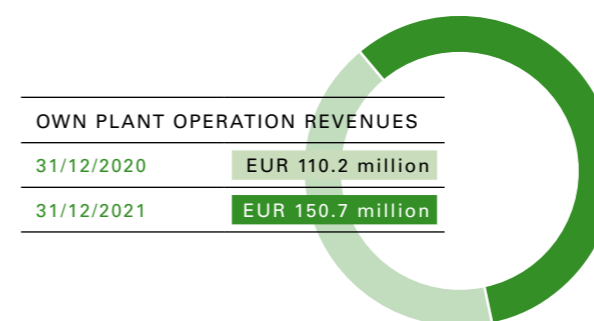 OWN PLANT OPERATION REVENUES
31/12/2020 EUR 110.2 million
31/12/2021 EUR 150.7 million